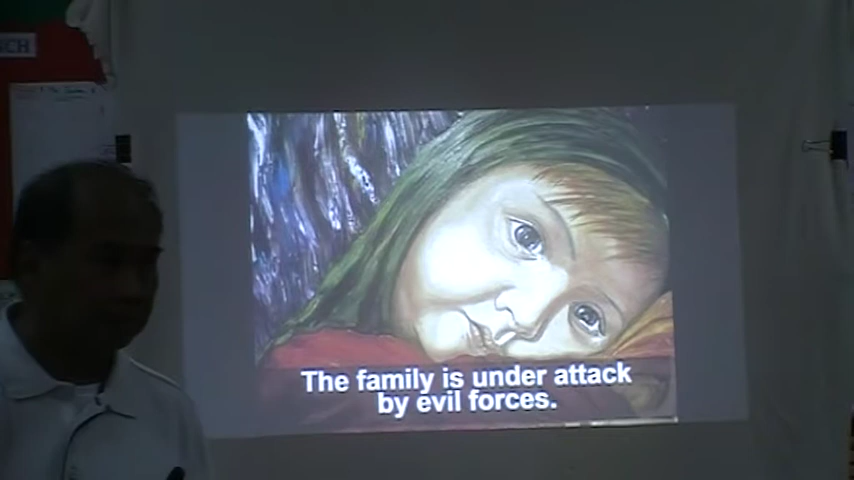 The family is under attack
by evil forces.